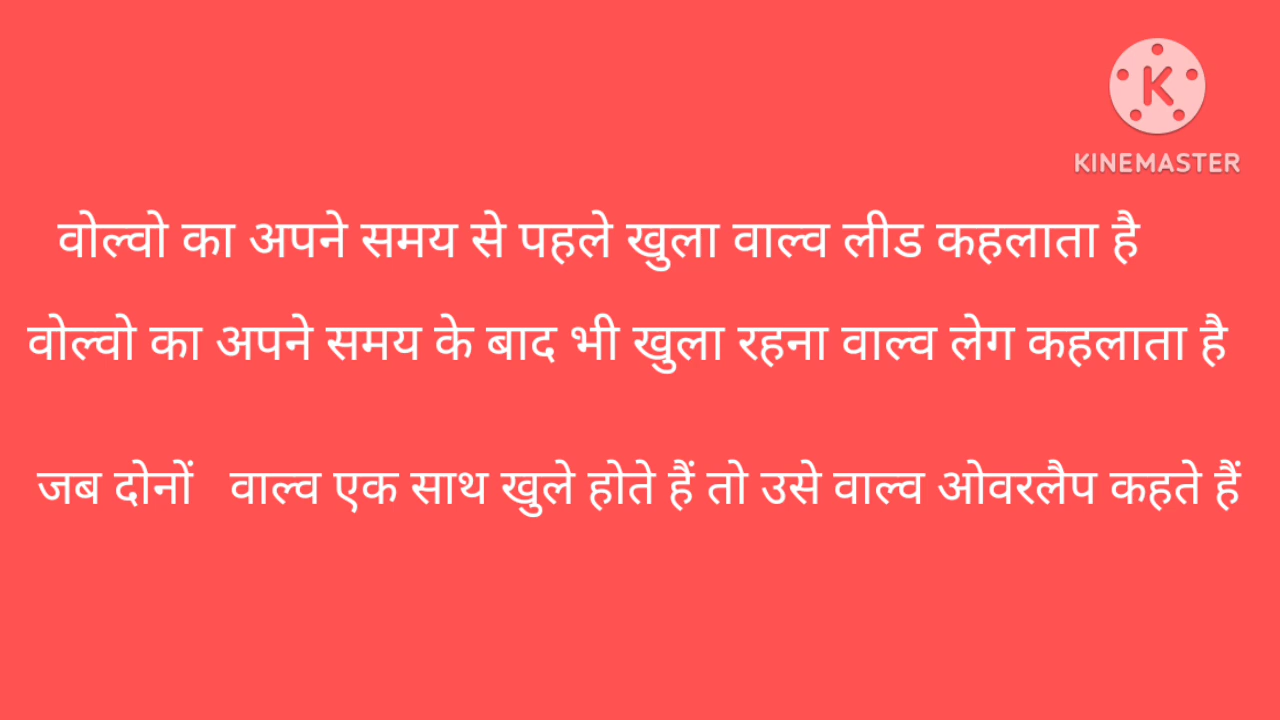 K
KINEMASTER
वोल्वो का अपने समय से पहले खुला वाल्व लीड कहलाता है
वोल्वो का अपने समय के बाद भी खुला रहना वाल्व लेग कहलाता है
जब दोनों वाल्व एक साथ खुले होते हैं तो उसे वाल्व ओवरलैप कहते हैं